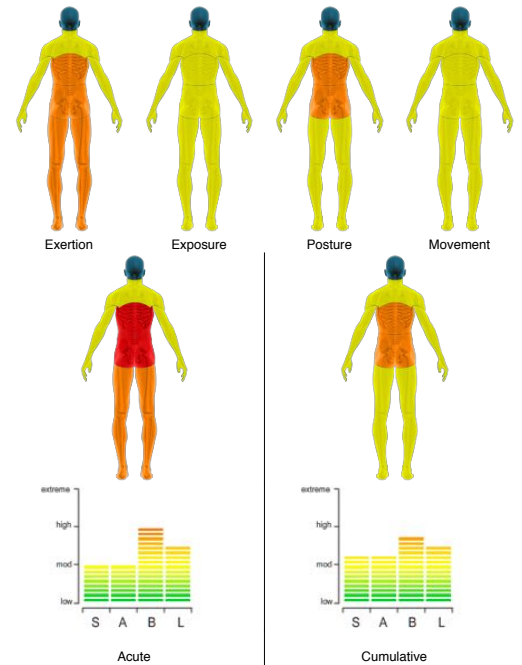 Exertion Exposure Posture Movement
extreme
high
mod
low
S A B L
Acute
extreme
high
mod
low
S A B L
Cumulative